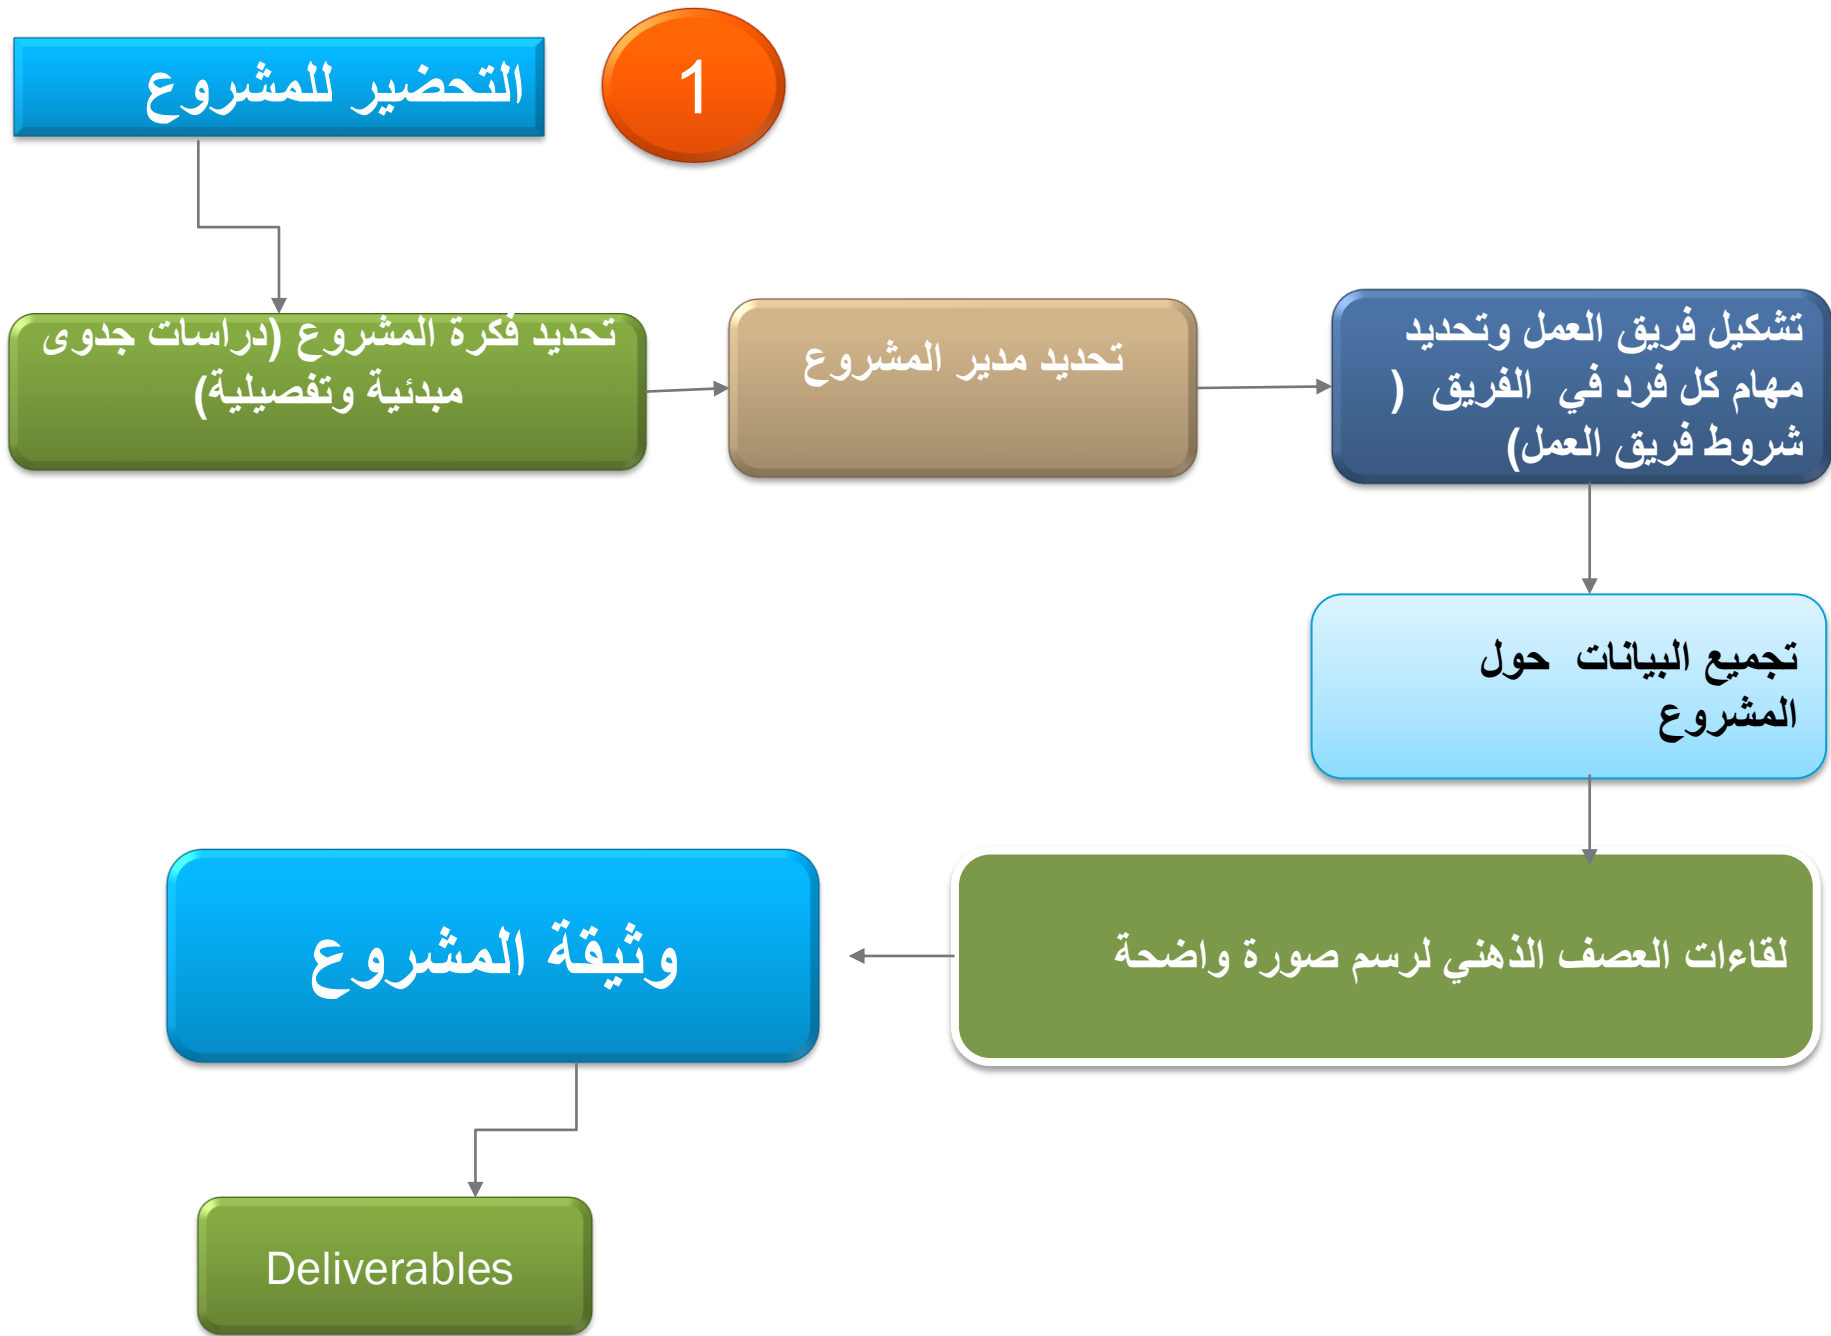 التحضير للمشروع
1
تحديد فكرة المشروع (دراسات جدوى
مبدئية وتفصيلية)
تحديد مدير المشروع
تشكيل فريق العمل وتحديد
مهام كل فرد في الفريق (
شروط فريق العمل)
تجميع البيانات حول
المشروع
لقاءات العصف الذهني لرسم صورة واضحة
وثيقة المشروع
Deliverables